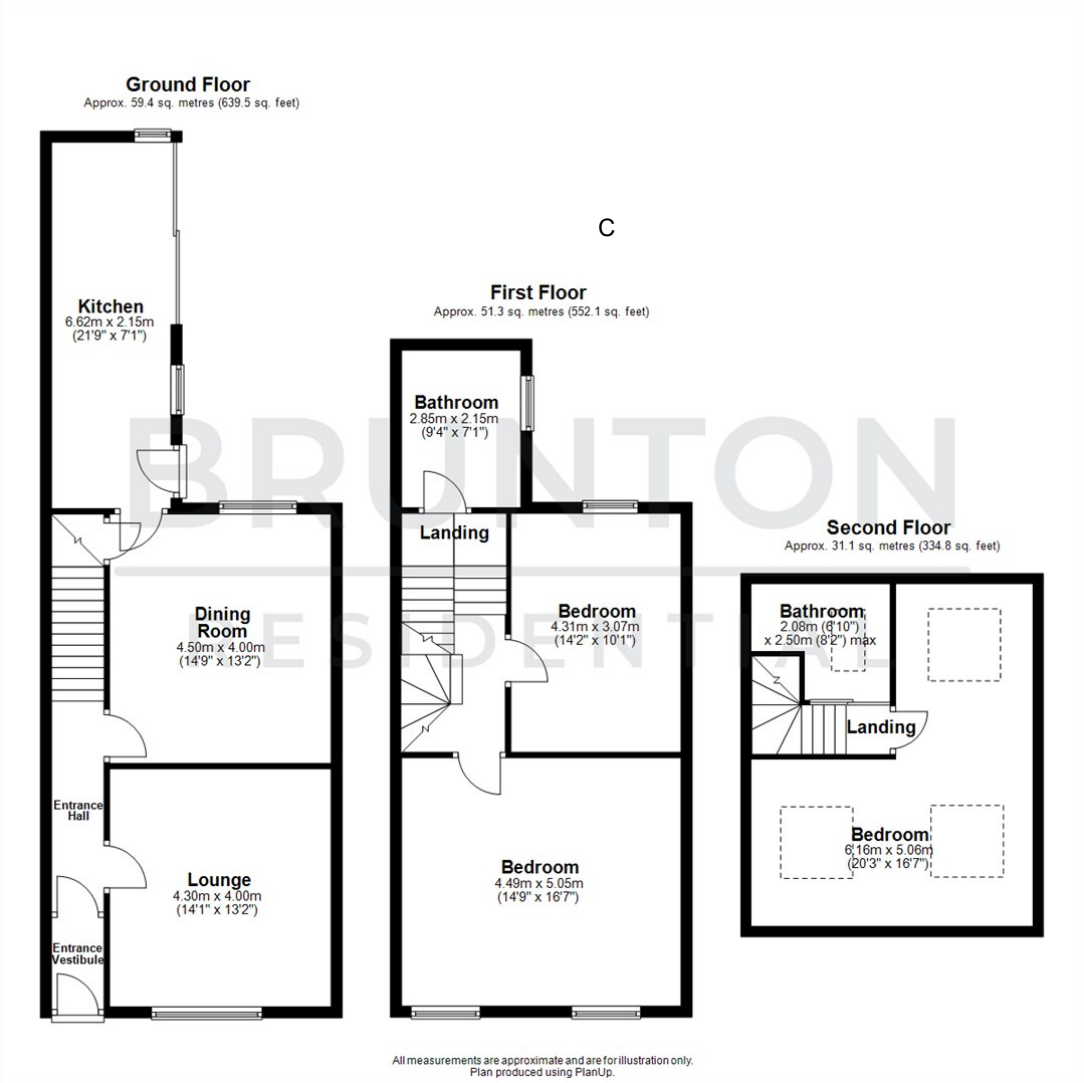 Ground Floor
Approx. 59.4 sq. metres (639.5 sq. feet)
Kitchen
6.62m x 2.15m
(21'9" x 7'1")
Dining
Room
4.50m x 4.00m
(14'9" x 13'2")
Entrance
Hall
Lounge
4.30m x 4.00m
(14'1" x 13'2")
Entrance
Vestibule
C
First Floor
Approx. 51.3 sq. metres (552.1 sq. feet)
Bathroom
2.85m x 2.15m
(9'4" x 7'1")
Landing
Bedroom
4.31m x 3.07m
(14'2" x 10'1")
Bedroom
4.49m x 5.05m
(14'9" x 16'7")
Second Floor
Approx. 31.1 sq. metres (334.8 sq. feet)
Bathroom
2.08m (6'10")
x 2.50m (8'2") max
Landing
Bedroom
6.16m x 5.06m
(20'3" x 16'7")
BRUNTON
RESIDENTIAL
All measurements are approximate and are for illustration only.
Plan produced using PlanUp.